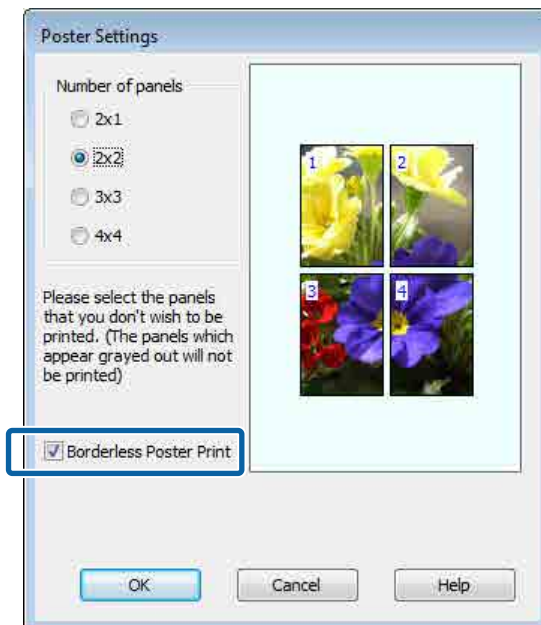 Poster Settings
Number of panels
2x1
2x2
3x3
4x4
Please select the panels
that you don't wish to be
printed. (The panels which
appear grayed out will not
be printed)
Borderless Poster Print
1
2
3
4
OK
Cancel
Help